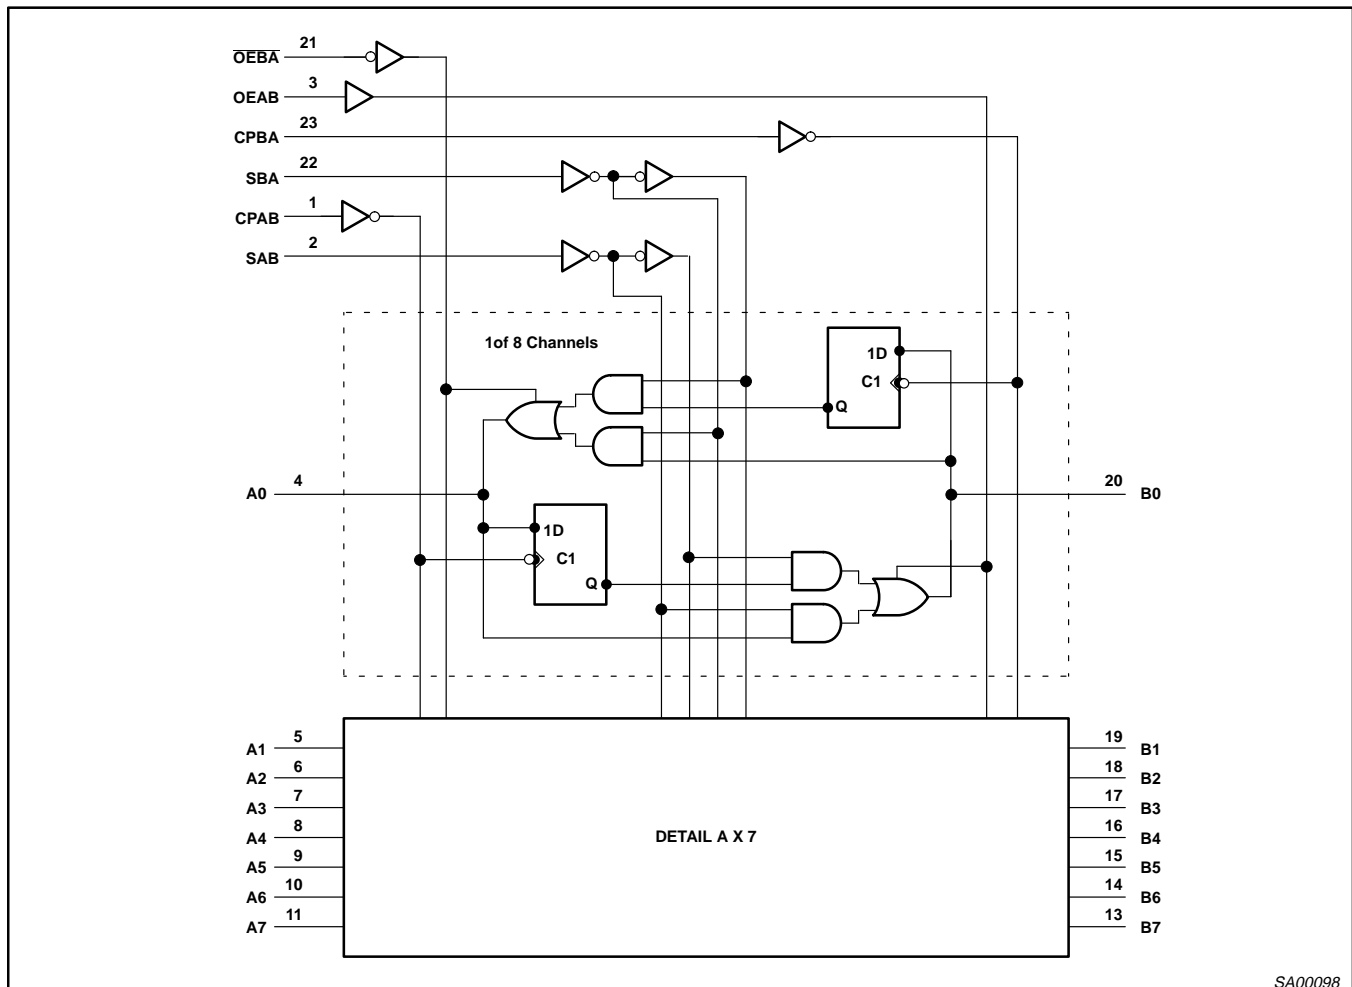 OEBA 21
OEAB 3
CPBA 23
SBA 22
CPAB 1
SAB 2
1of 8 Channels
1D
C1
Q
A0 4
20 B0
1D
C1
Q
A1 5
19 B1
A2 6
18 B2
A3 7
17 B3
A4 8
DETAIL A X 7
16 B4
A5 9
15 B5
A6 10
14 B6
A7 11
13 B7
SA00098